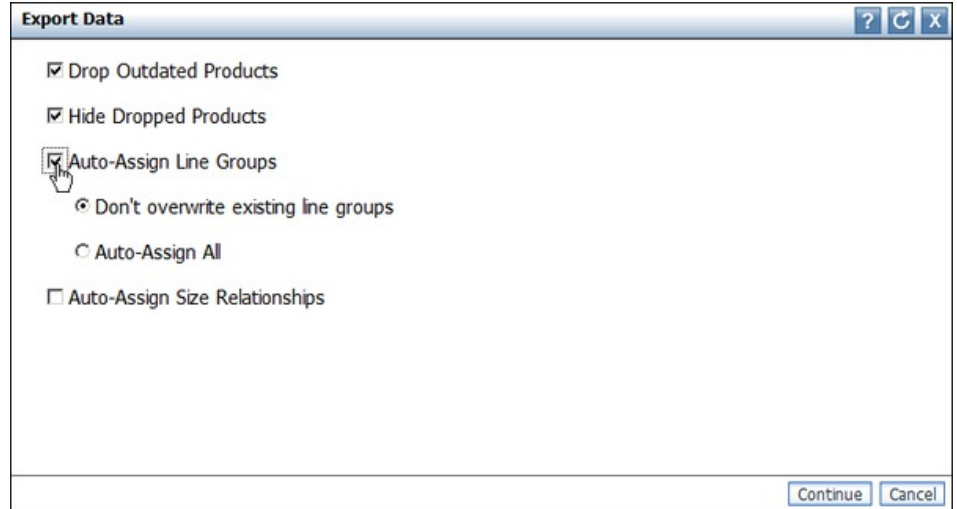 Export Data
? X
Drop Outdated Products
Hide Dropped Products
Auto-Assign Line Groups
Don't overwrite existing line groups
Auto-Assign All
Auto-Assign Size Relationships
Continue Cancel